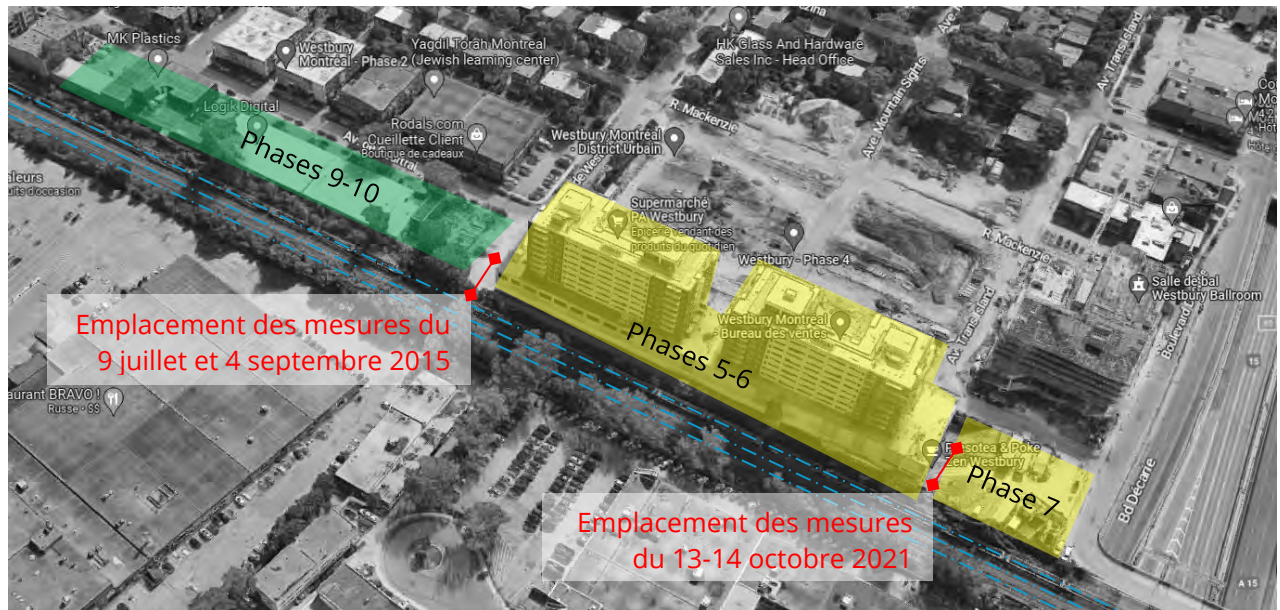 MK Plastics
Westbury
Montréal - Phase 2
Yagdil Torah Montreal
(Jewish learning center)
HK Glass And Hardware
Sales Inc - Head Office
Logik Digital
Rodals.com
Cueillette Client
Boutique de cadeaux
R. Mackenzie
Westbury Montréal
- District Urbain
Ave. Mountain Sights
Av. Trans Island
Phases 9-10
Supermarché
PA Westbury
Épicerie vendant des
produits du quotidien
Westbury - Phase 4
R. Mackenzie
Salle de bal
Westbury Ballroom
Emplacement des mesures du
9 juillet et 4 septembre 2015
Westbury Montreal
- Bureau des ventes
Phases 5-6
Av. Trans Island
15
aurant BRAVO !
Russe • $$
Zen Westbury
Phase 7
Bd Décarie
Emplacement des mesures
du 13-14 octobre 2021
A 15